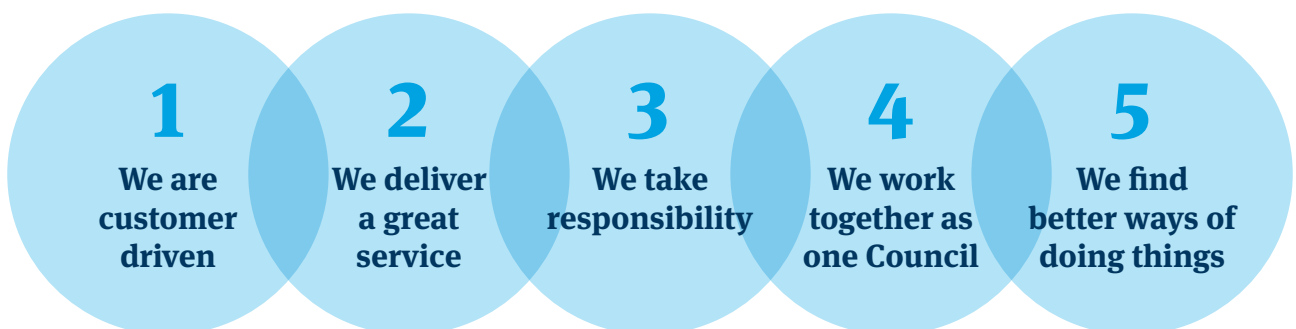 1
We are
customer
driven
2
We deliver
a great
service
3
We take
responsibility
4
We work
together as
one Council
5
We find
better ways of
doing things